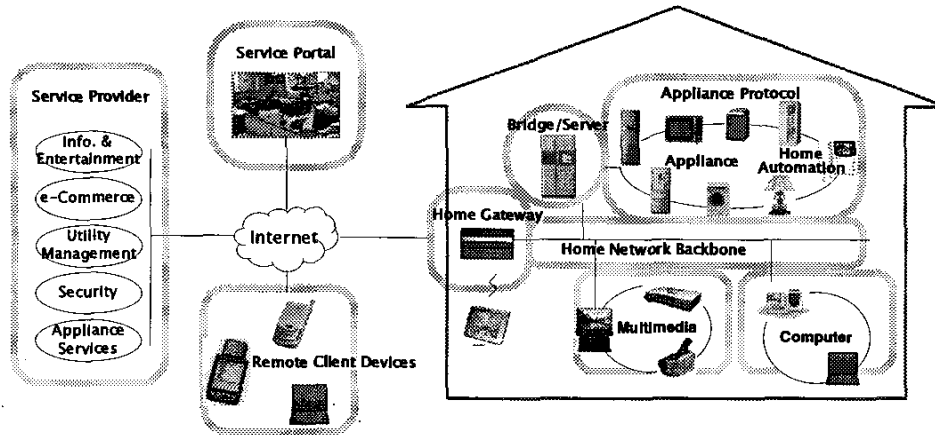 Service Provider
Info. &
Entertainment
e-Commerce
Utility
Management
Security
Appliance
Services
Service Portal
Internet
Remote Client Devices
Home Gateway
Bridge/Server
Appliance Protocol
Appliance
Home
Automation
Home Network Backbone
Multimedia
Computer